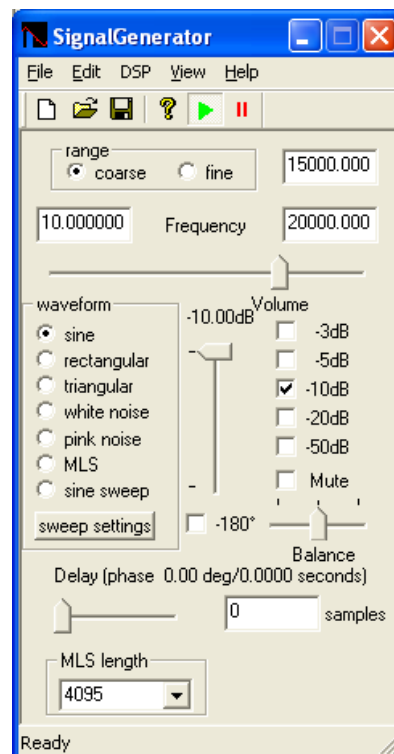 SignalGenerator
File Edit DSP View Help
range
coarse fine 15000.000
10.000000 Frequency 20000.000
waveform
sine
rectangular
triangular
white noise
pink noise
MLS
sine sweep
sweep settings
-10.00dB
Volume
-3dB
-5dB
-10dB
-20dB
-50dB
Mute
-180°
Balance
Delay (phase 0.00 deg/0.0000 seconds)
0 samples
MLS length
4095
Ready